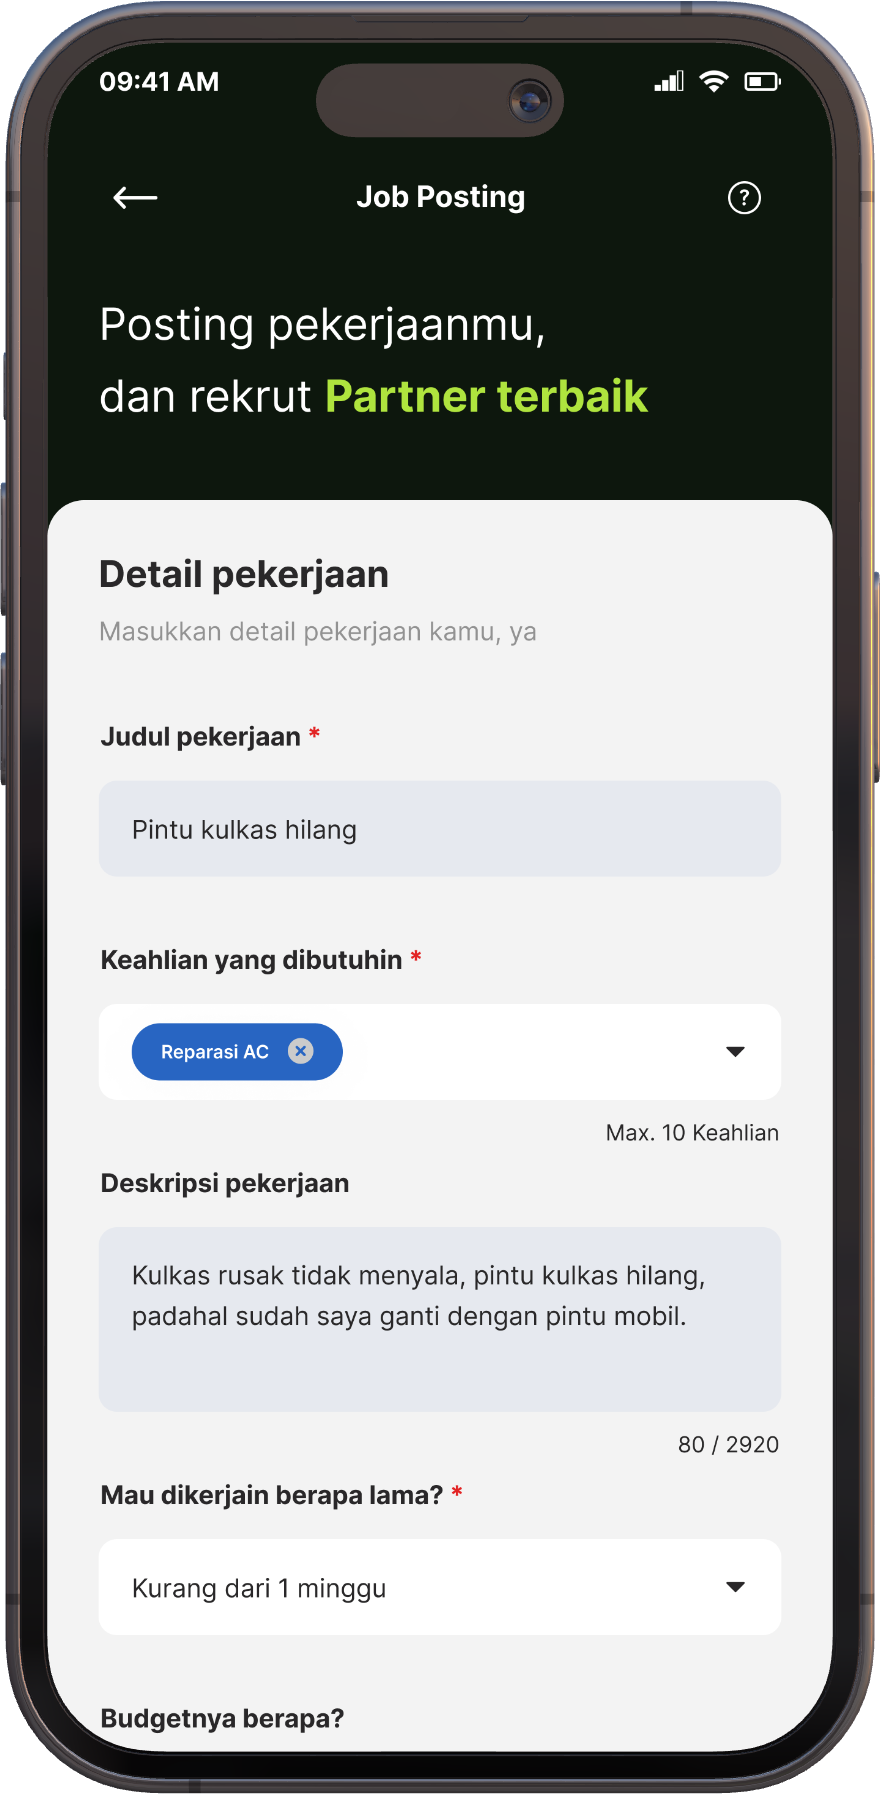 09:41 AM
Job Posting
?
Posting pekerjaanmu,
dan rekrut Partner terbaik
Detail pekerjaan
Masukkan detail pekerjaan kamu, ya
Judul pekerjaan *
Pintu kulkas hilang
Keahlian yang dibutuhin *
Reparasi AC
Max. 10 Keahlian
Deskripsi pekerjaan
Kulkas rusak tidak menyala, pintu kulkas hilang,
padahal sudah saya ganti dengan pintu mobil.
80 / 2920
Mau dikerjain berapa lama? *
Kurang dari 1 minggu
Budgetnya berapa?